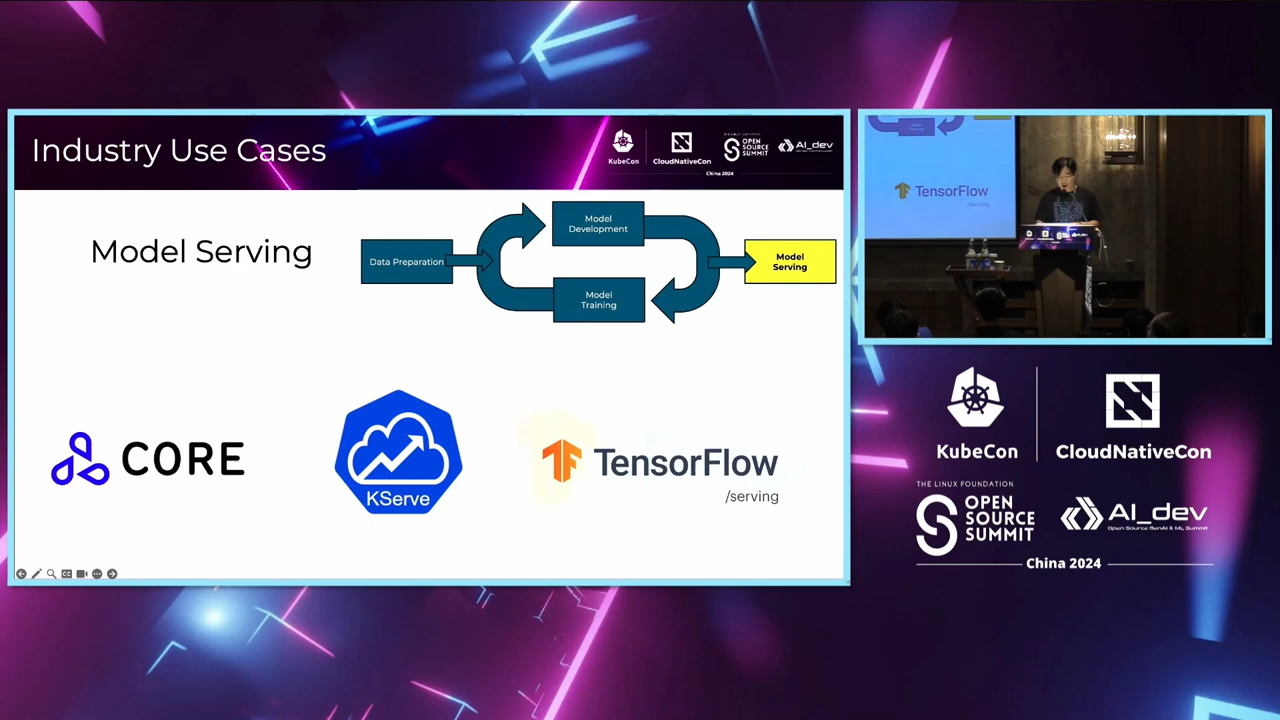 Industry Use Cases
KubeCon
CloudNativeCon
OPEN
SOURCE
SUMMIT
AI_dev
China 2024
Model Serving
Data Preparation
Model
Development
Model
Training
Model
Serving
CORE
KServe
TensorFlow
/serving
TensorFlow
/serving
KubeCon
CloudNativeCon
THE LINUX FOUNDATION
OPEN
SOURCE
SUMMIT
AI_dev
Open Source GenAI & ML Summit
China 2024